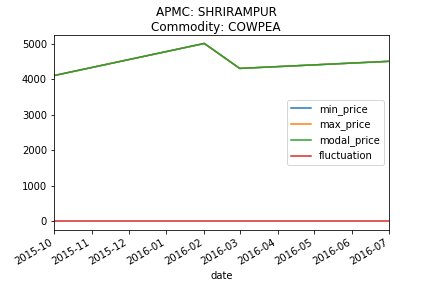 APMC: SHRIRAMPUR
Commodity: COWPEA
5000
4000
3000
2000
1000
0
min_price
max_price
modal_price
fluctuation
2015-10
2015-11
2015-12
2016-01
2016-02
2016-03
2016-04
2016-05
2016-06
2016-07
date